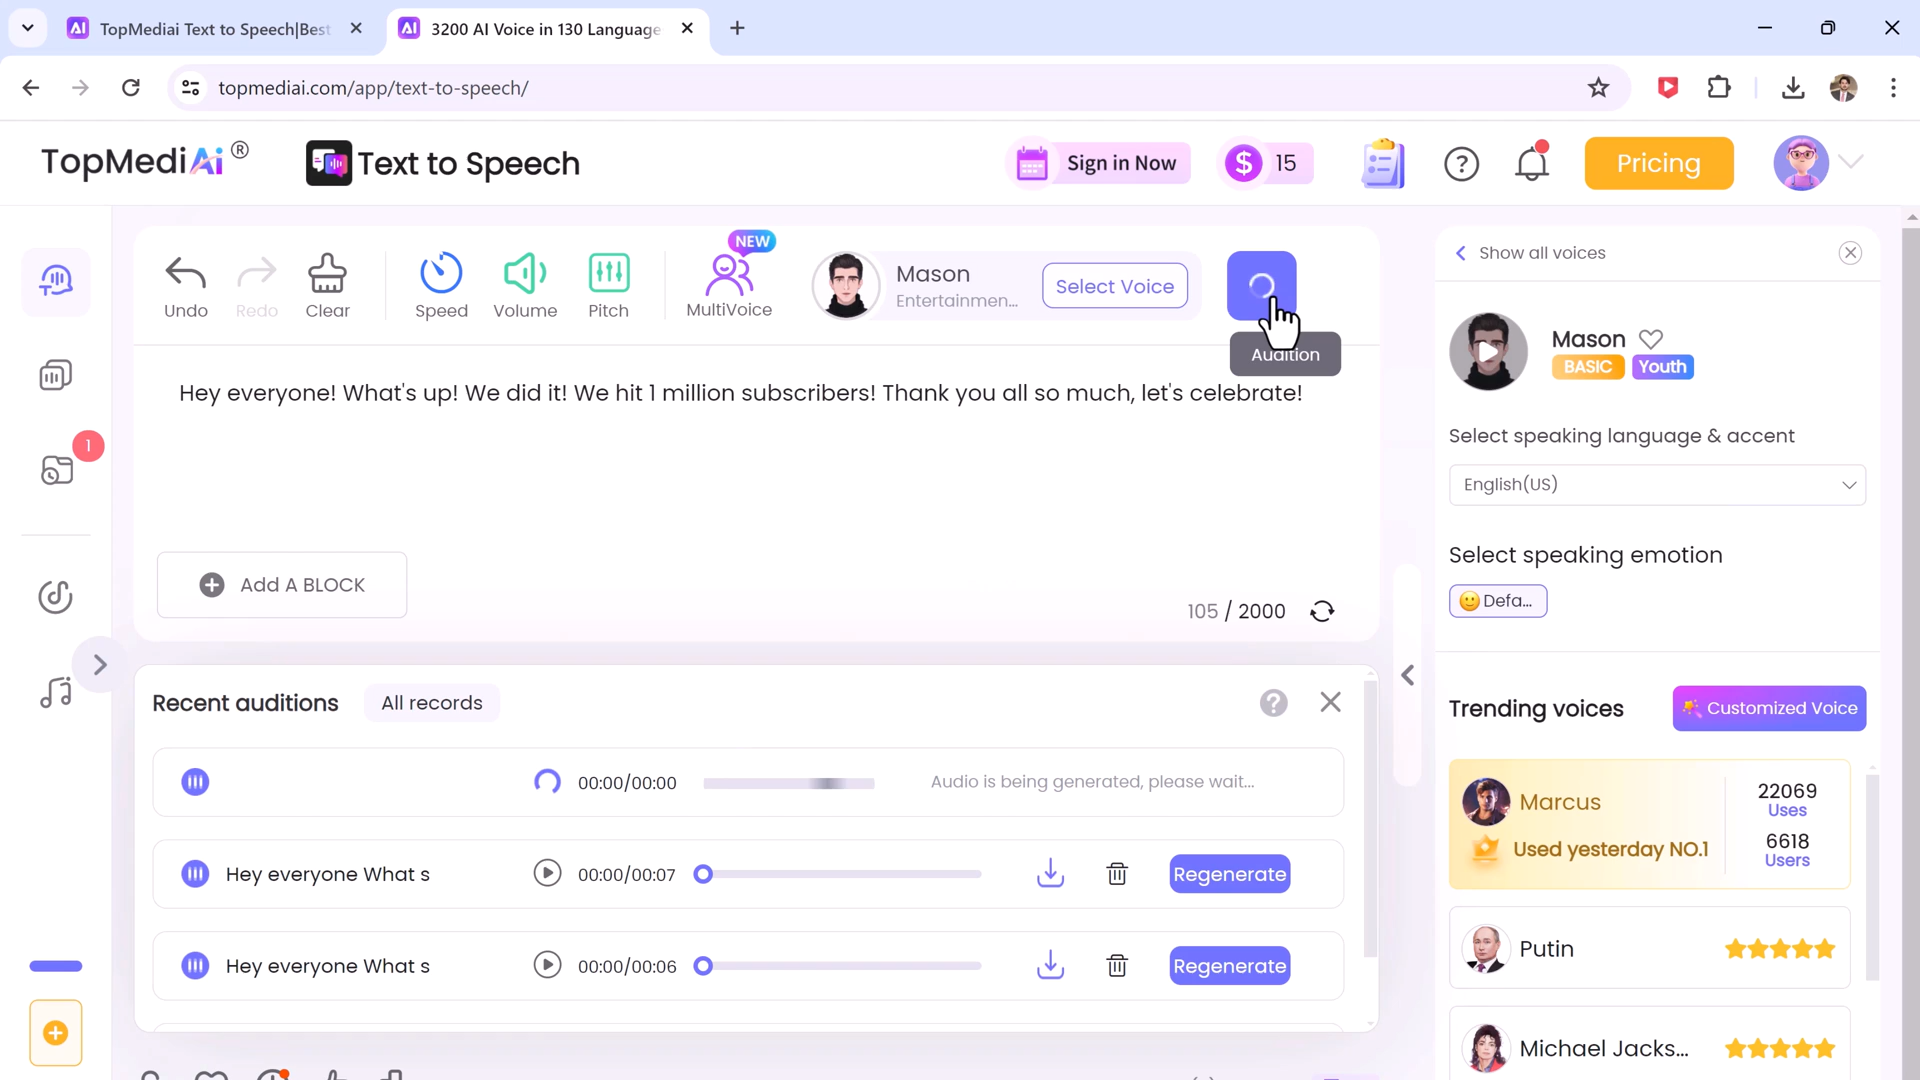 TopMediai Text to Speech|Best
3200 AI Voice in 130 Language
topmediai.com/app/text-to-speech/
TopMediAi®
Text to Speech
Sign in Now
15
Pricing
NEW
Undo
Redo
Clear
Speed
Volume
Pitch
MultiVoice
Mason
Entertainmen...
Select Voice
Audition
Hey everyone! What's up! We did it! We hit 1 million subscribers! Thank you all so much, let's celebrate!
1
Add A BLOCK
105 / 2000
Recent auditions
All records
00:00/00:00
Audio is being generated, please wait...
Hey everyone What s
00:00/00:07
Regenerate
Hey everyone What s
00:00/00:06
Regenerate
Show all voices
Mason
BASIC
Youth
Select speaking language & accent
English(US)
Select speaking emotion
Defa...
Trending voices
Customized Voice
Marcus
Used yesterday NO.1
22069
Uses
6618
Users
Putin
Michael Jacks...